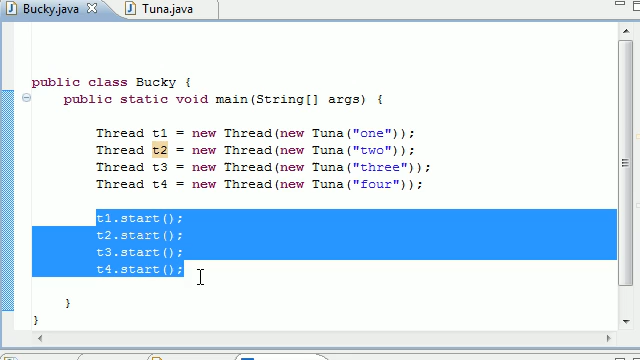 Bucky.java Tuna.java
public class Bucky {
public static void main(String[] args) {
Thread t1 = new Thread(new Tuna("one"));
Thread t2 = new Thread(new Tuna("two"));
Thread t3 = new Thread(new Tuna("three"));
Thread t4 = new Thread(new Tuna("four"));
t1.start();
t2.start();
t3.start();
t4.start();
}
}